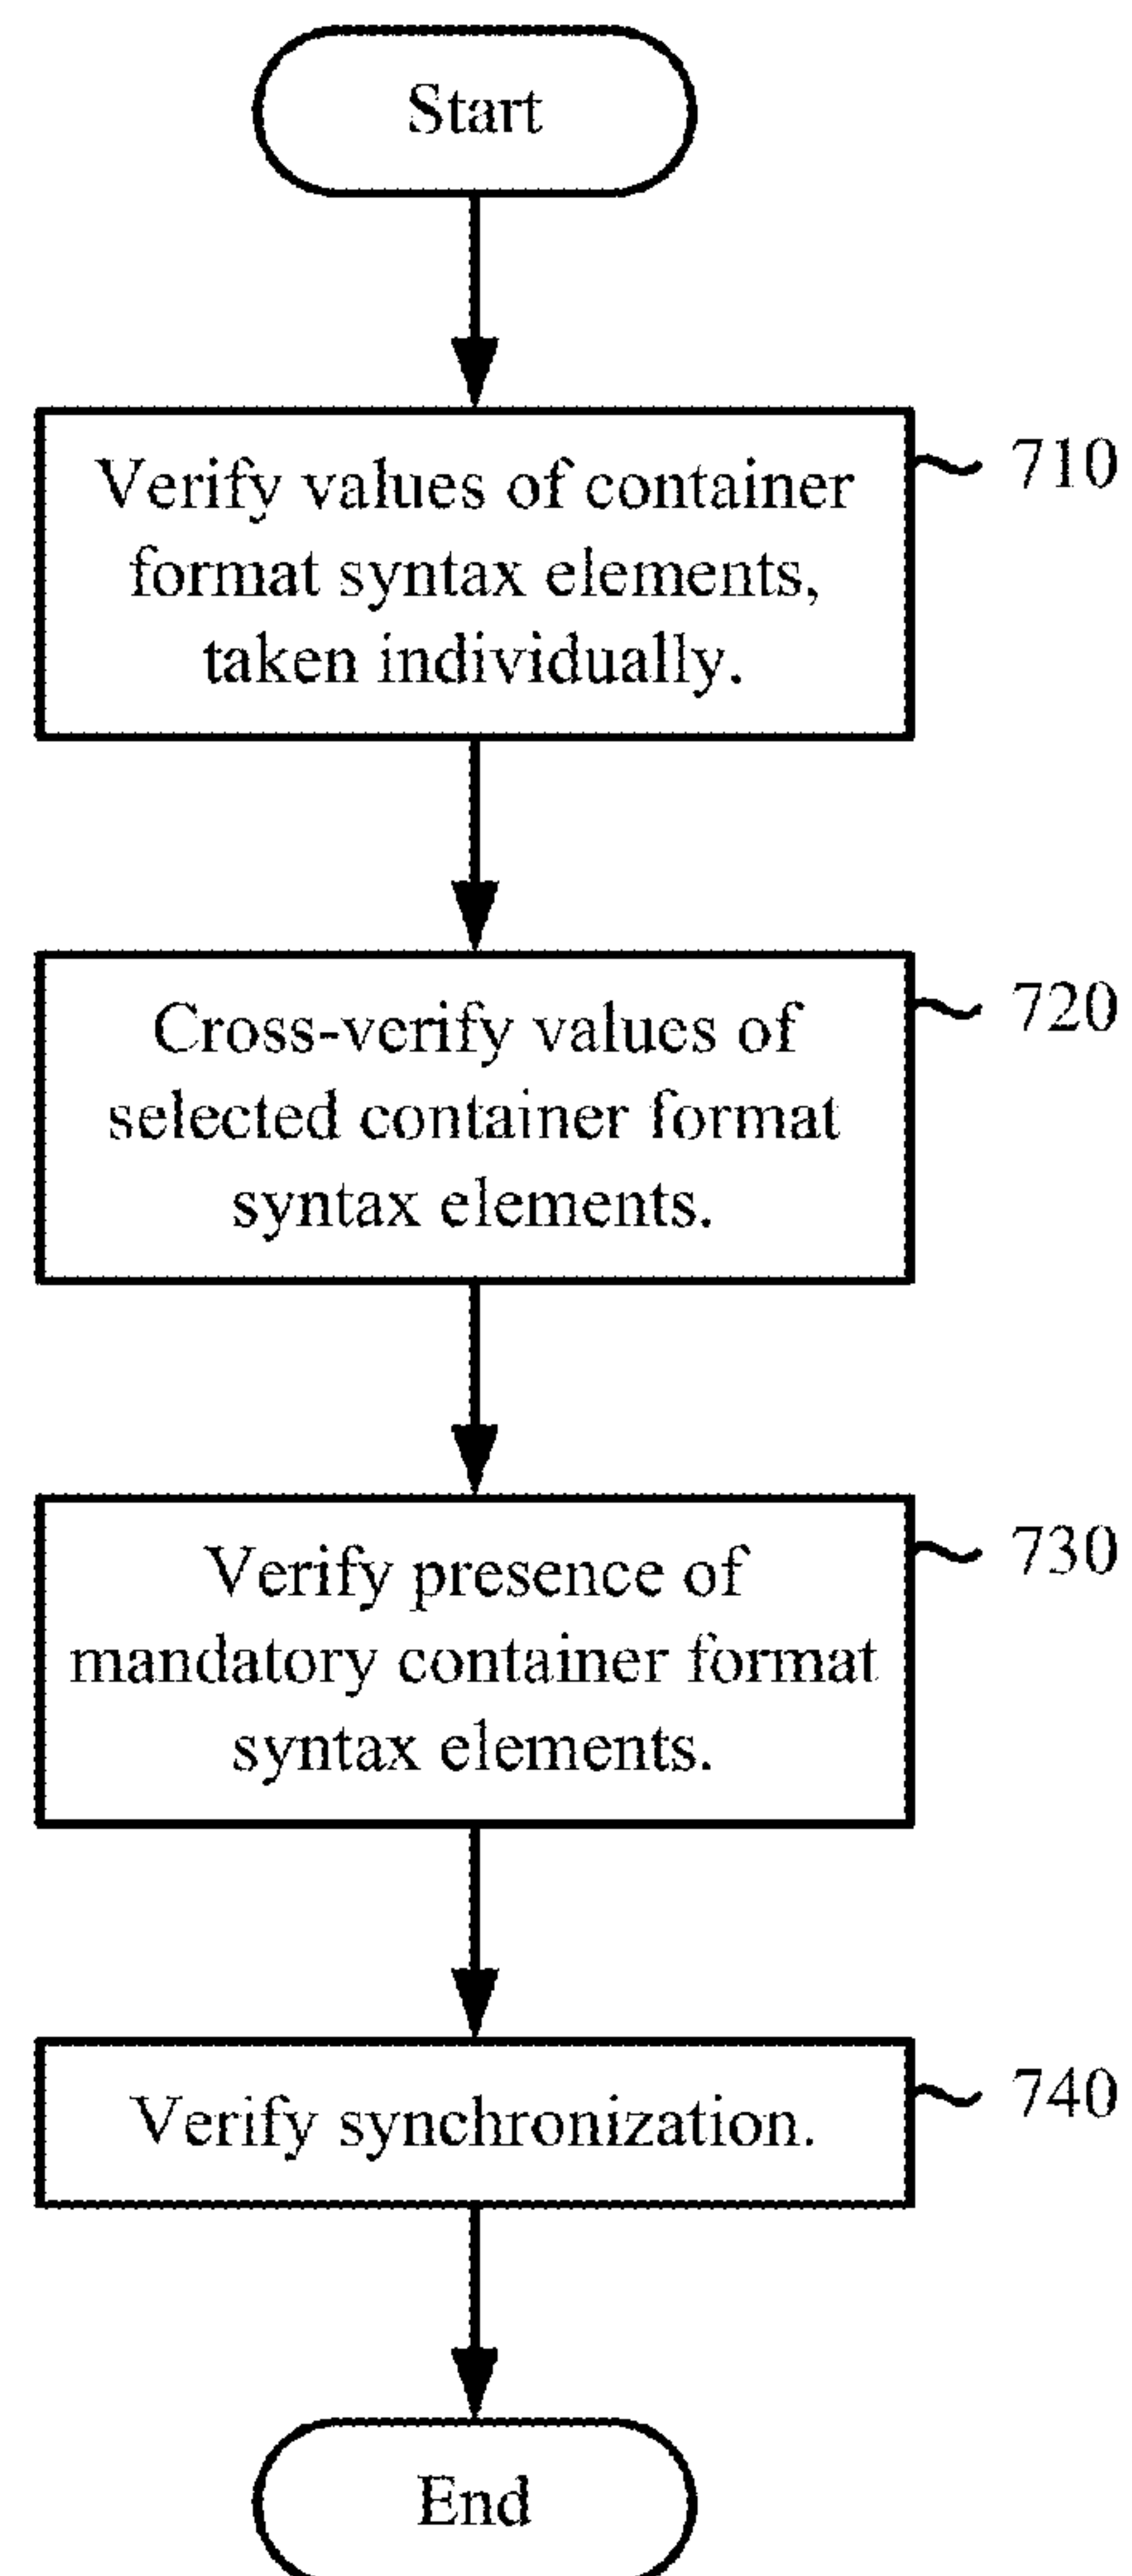 Start
Verify values of container
710
format syntax elements,
taken individually.
Cross-verify values of
720
selected container format
syntax elements.
Verify presence of
730
mandatory container format
syntax elements.
Verify synchronization.
740
End